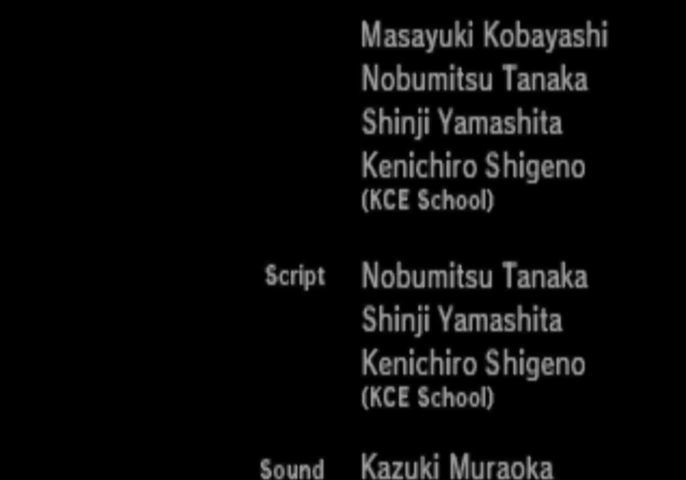 Masayuki Kobayashi
Nobumitsu Tanaka
Shinji Yamashita
Kenichiro Shigeno
(KCE School)
Script Nobumitsu Tanaka
Shinji Yamashita
Kenichiro Shigeno
(KCE School)
Sound Kazuki Muraoka